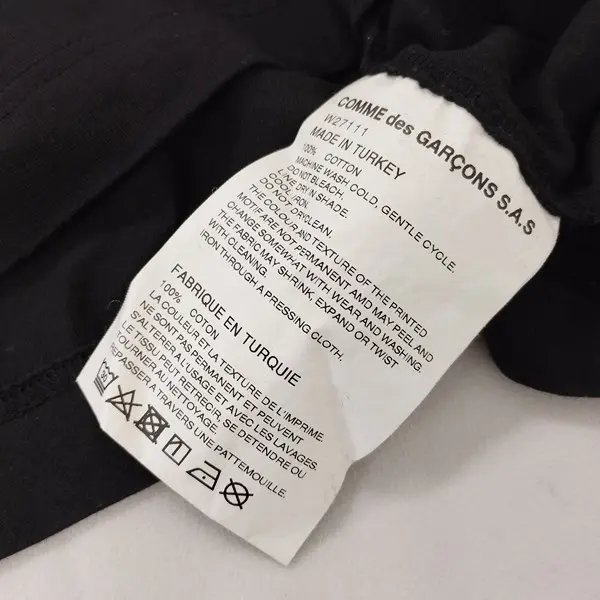 COMME des GARÇONS S.A.S
W27111
MADE IN TURKEY
100% COTTON
MACHINE WASH COLD, GENTLE CYCLE.
DO NOT BLEACH.
LINE DRY IN SHADE.
COOL IRON.
DO NOT DRYCLEAN.
THE COLOUR AND TEXTURE OF THE PRINTED
MOTIF ARE NOT PERMANENT AMD MAY PEEL AND
CHANGE SOMEWHAT WITH WEAR AND WASHING.
THE FABRIC MAY SHRINK, EXPAND OR TWIST
WITH CLEANING.
IRON THROUGH A PRESSING CLOTH.
FABRIQUE EN TURQUIE
100% COTON
LA COULEUR ET LA TEXTURE DE L'IMPRIME
NE SONT PAS PERMANENT ET PEUVENT
S'ALTERER A L'USAGE ET AVEC LES LAVAGES.
LE TISSU PEUT RETRECIR, SE DETENDRE OU
TOURNER AU NETTOYAGE.
REPASSER A TRAVERS UNE PATTEMOUILLE.
30